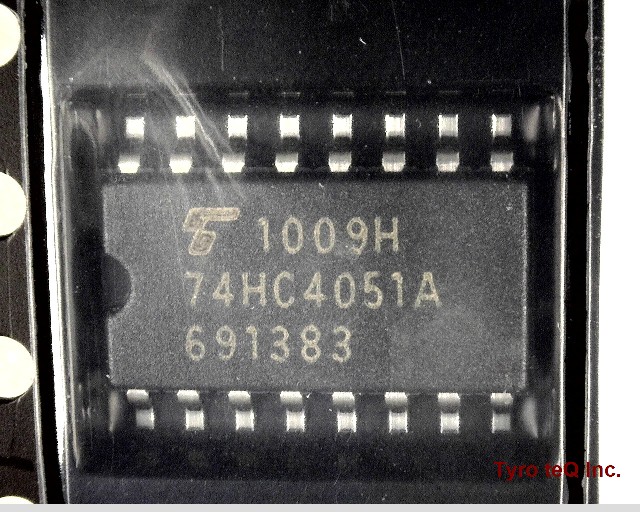 1009H
74HC4051A
691383
Tyro teQ Inc.